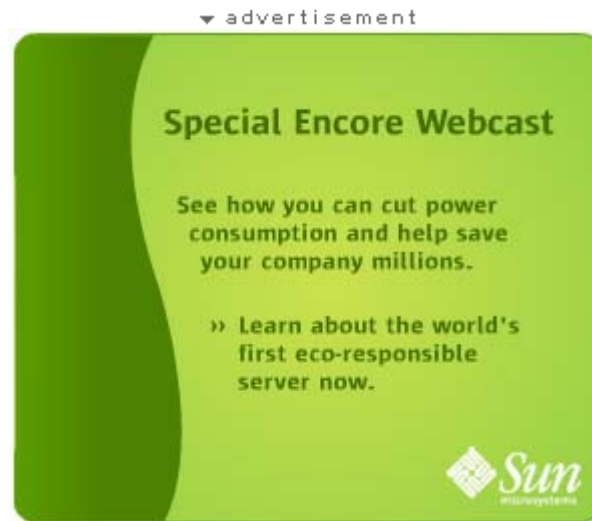 advertisement
Special Encore Webcast
See how you can cut power
consumption and help save
your company millions.
›› Learn about the world's
first eco-responsible
server now.
Sun
microsystems